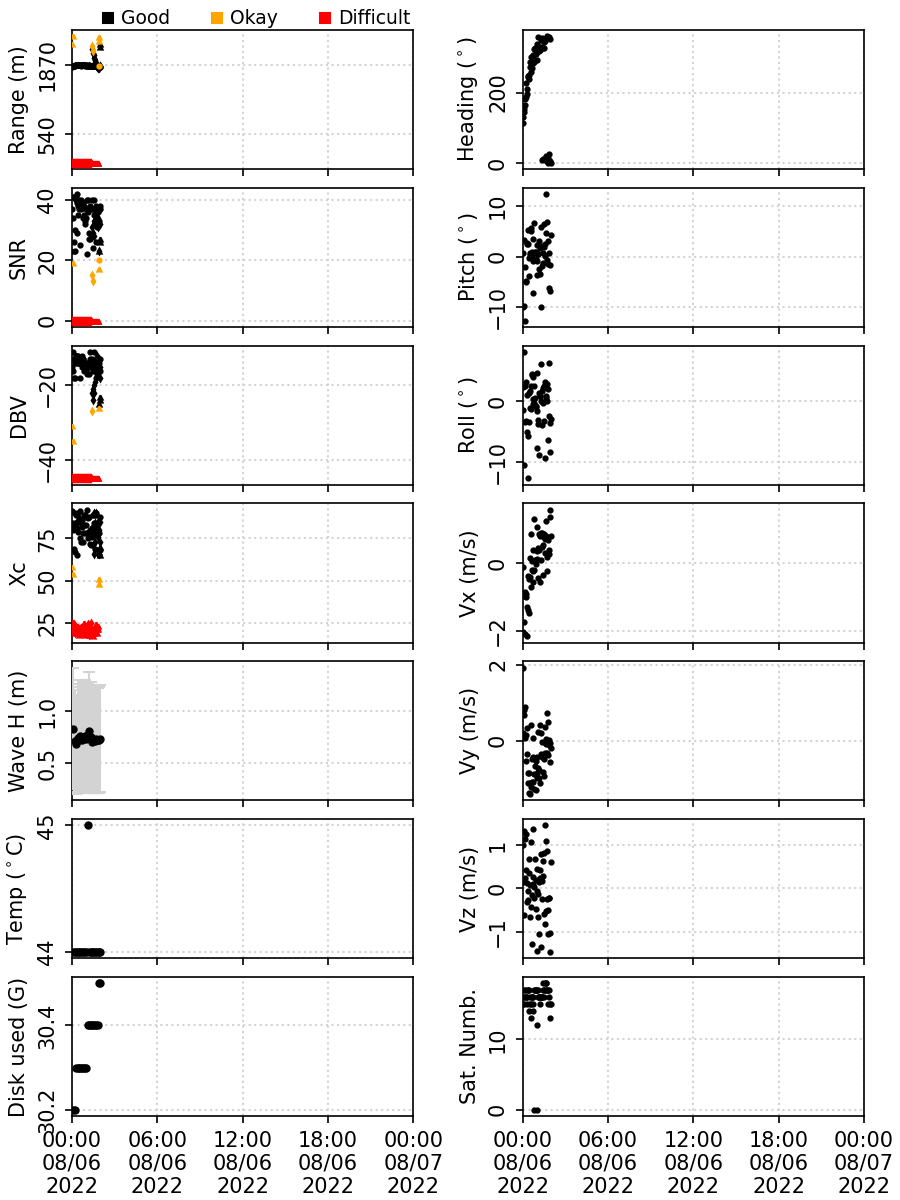 Good Okay Difficult
Range (m)
1870
540
Heading (°)
200
0
SNR
40
20
0
Pitch (°)
10
0
−10
DBV
−20
−40
Roll (°)
0
−10
Xc
75
50
25
Vx (m/s)
0
−2
Wave H (m)
1.0
0.5
Vy (m/s)
2
0
Temp (°C)
45
44
Vz (m/s)
1
0
−1
Disk used (G)
30.4
30.2
Sat. Numb.
10
0
00:00 06:00 12:00 18:00 00:00
08/06 08/06 08/06 08/06 08/07
2022 2022 2022 2022 2022
00:00 06:00 12:00 18:00 00:00
08/06 08/06 08/06 08/06 08/07
2022 2022 2022 2022 2022